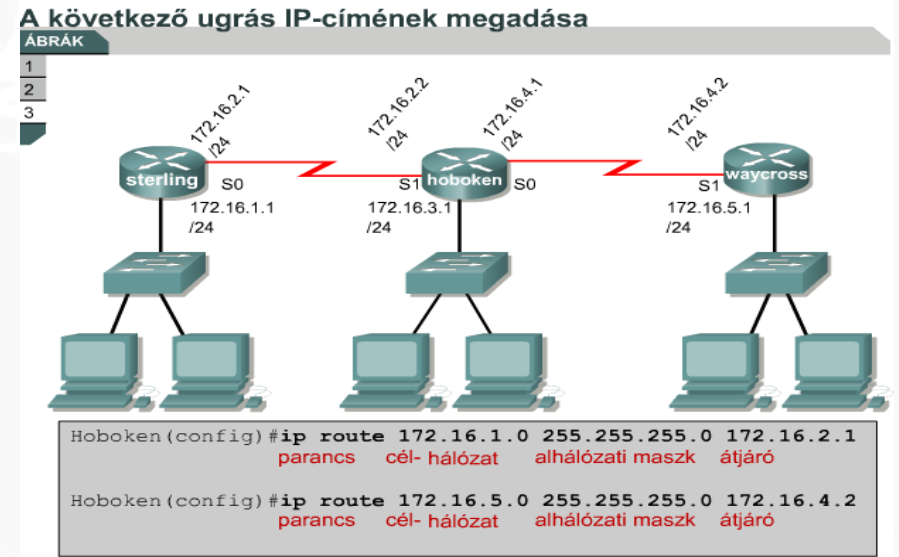 A következő ugrás IP-címének megadása
ÁBRÁK
1
2
3
172.16.2.1
/24
172.16.2.2
/24
172.16.4.1
/24
172.16.4.2
/24
sterling
S0
S1
hoboken
S0
S1
waycross
172.16.1.1
/24
172.16.3.1
/24
172.16.5.1
/24
Hoboken(config)#ip route 172.16.1.0 255.255.255.0 172.16.2.1
parancs cél- hálózat alhálózati maszk átjáró
Hoboken(config)#ip route 172.16.5.0 255.255.255.0 172.16.4.2
parancs cél- hálózat alhálózati maszk átjáró